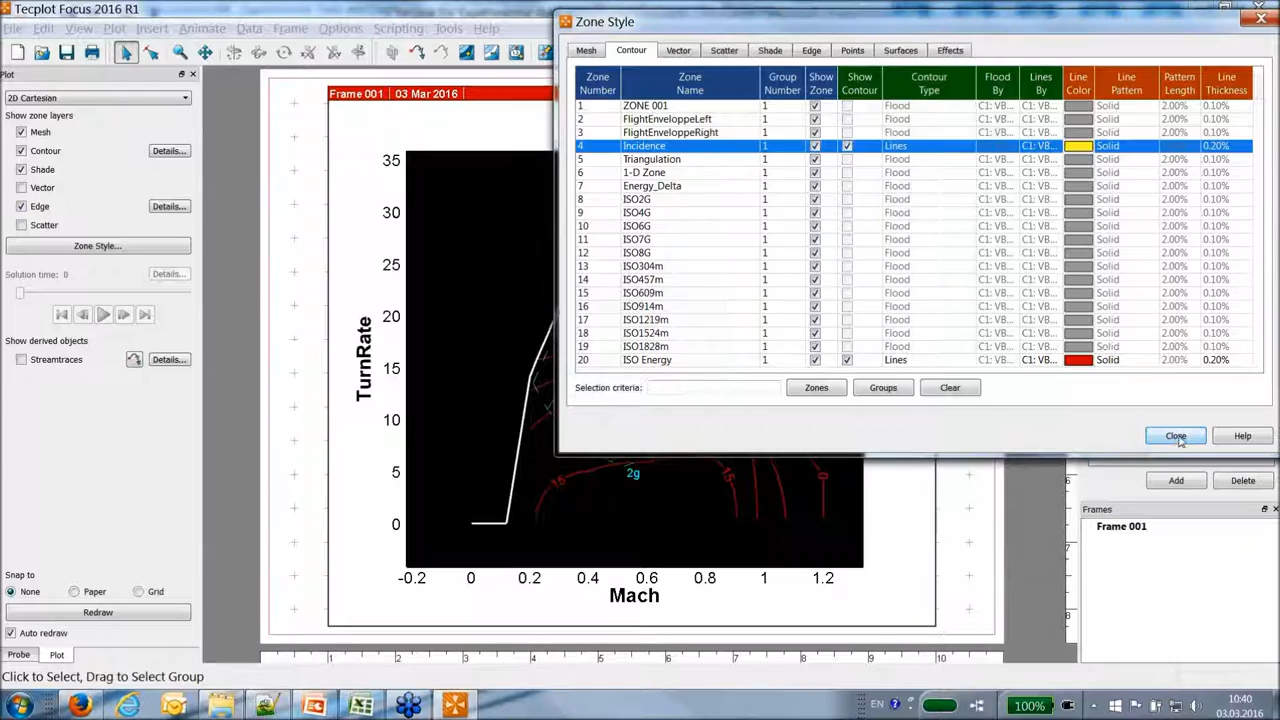 Tecplot Focus 2016 R1
File Edit View Plot Insert Animate Data Frame Options Scripting Tools Help
Plot
2D Cartesian
Show zone layers
Mesh
Contour Details...
Shade
Vector
Edge Details...
Scatter
Zone Style...
Solution time: 0 Details...
Show derived objects
Streamtraces Details...
Snap to
None Paper Grid
Redraw
Auto redraw
Probe Plot
Click to Select, Drag to Select Group
Frame 001 03 Mar 2016
35
30
25
20
15
10
5
0
TurnRate
-0.2 0 0.2 0.4 0.6 0.8 1 1.2
Mach
2g
15
15
0
1 2 3 4 5 6 7 8 9 10
Zone Style
Mesh Contour Vector Scatter Shade Edge Points Surfaces Effects
Zone Number Zone Name Group Number Show Zone Show Contour Contour Type Flood By Lines By Line Color Line Pattern Pattern Length Line Thickness
1 ZONE 001 1 Flood C1: VB... C1: VB... Solid 2.00% 0.10%
2 FlightEnveloppeLeft 1 Flood C1: VB... C1: VB... Solid 2.00% 0.10%
3 FlightEnveloppeRight 1 Flood C1: VB... C1: VB... Solid 2.00% 0.10%
4 Incidence 1 Lines C1: VB... Solid 0.20%
5 Triangulation 1 Flood C1: VB... C1: VB... Solid 2.00% 0.10%
6 1-D Zone 1 Flood C1: VB... C1: VB... Solid 2.00% 0.10%
7 Energy_Delta 1 Flood C1: VB... C1: VB... Solid 2.00% 0.10%
8 ISO2G 1 Flood C1: VB... C1: VB... Solid 2.00% 0.10%
9 ISO4G 1 Flood C1: VB... C1: VB... Solid 2.00% 0.10%
10 ISO6G 1 Flood C1: VB... C1: VB... Solid 2.00% 0.10%
11 ISO7G 1 Flood C1: VB... C1: VB... Solid 2.00% 0.10%
12 ISO8G 1 Flood C1: VB... C1: VB... Solid 2.00% 0.10%
13 ISO304m 1 Flood C1: VB... C1: VB... Solid 2.00% 0.10%
14 ISO457m 1 Flood C1: VB... C1: VB... Solid 2.00% 0.10%
15 ISO609m 1 Flood C1: VB... C1: VB... Solid 2.00% 0.10%
16 ISO914m 1 Flood C1: VB... C1: VB... Solid 2.00% 0.10%
17 ISO1219m 1 Flood C1: VB... C1: VB... Solid 2.00% 0.10%
18 ISO1524m 1 Flood C1: VB... C1: VB... Solid 2.00% 0.10%
19 ISO1828m 1 Flood C1: VB... C1: VB... Solid 2.00% 0.10%
20 ISO Energy 1 Lines C1: VB... C1: VB... Solid 2.00% 0.20%
Selection criteria: Zones Groups Clear
Close Help
Add Delete
Frames
Frame 001
6
7
8
EN 100% 10:40
03.03.2016